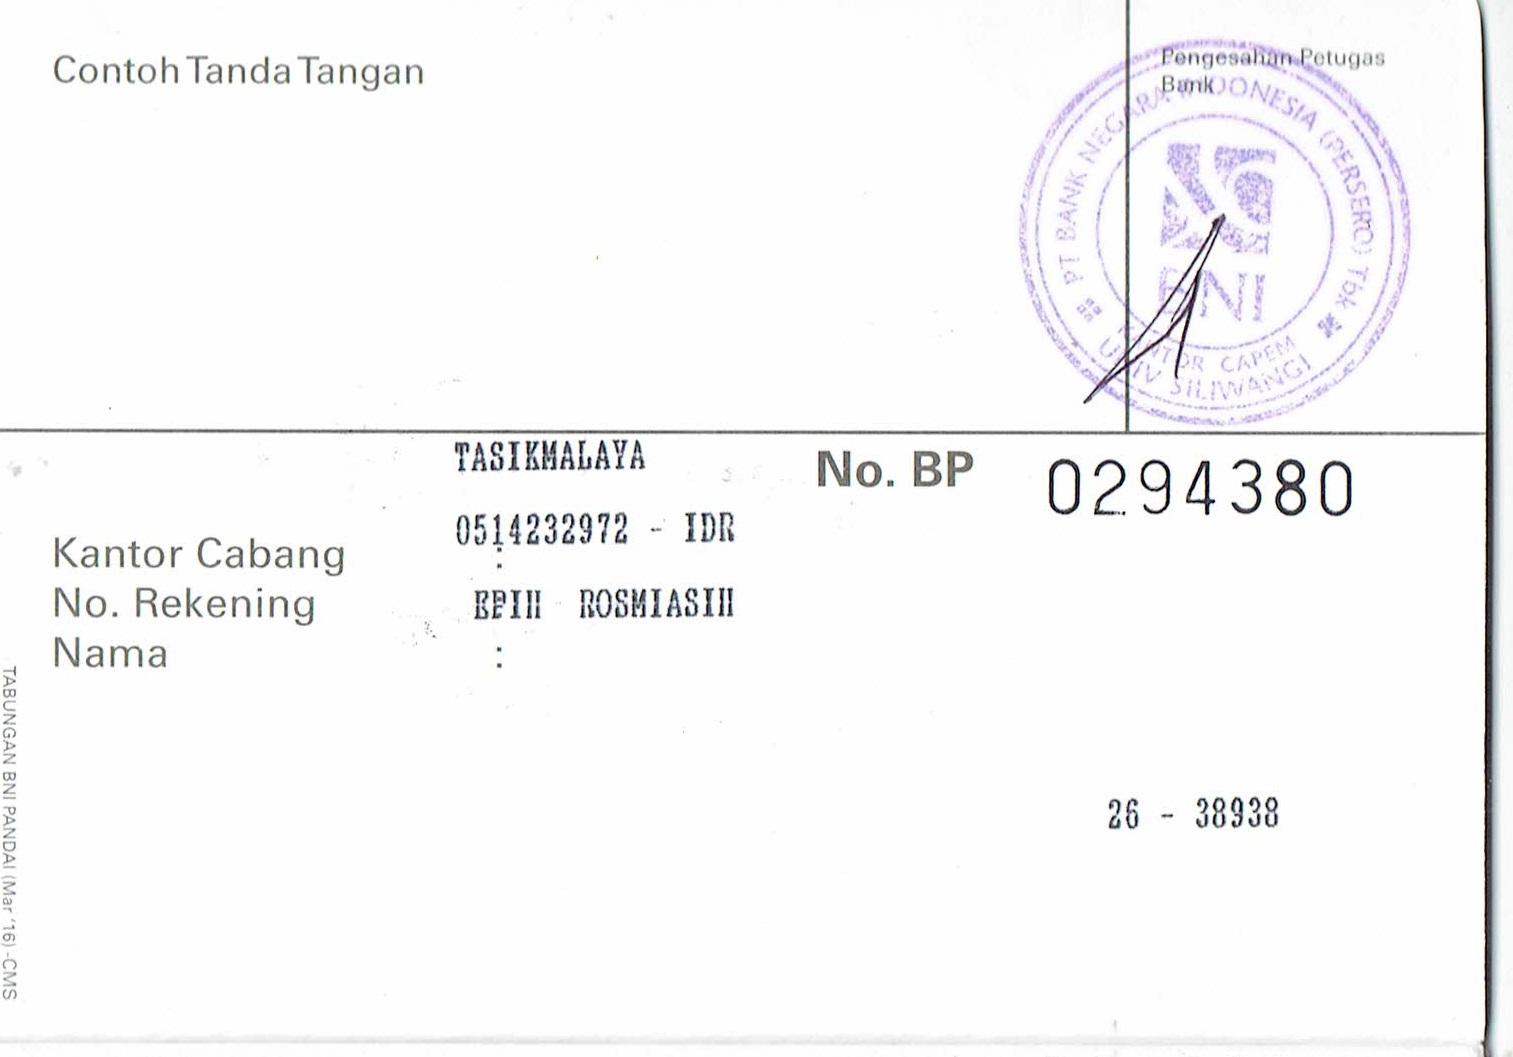 Contoh Tanda Tangan
Pengesahan Petugas
Bank
PT BANK NEGARA INDONESIA (PERSERO) Tbk
BNI
KANTOR CAPEM
UNIV SILIWANGI
TASIKMALAYA
No. BP 0294380
0514232972 - IDR
Kantor Cabang :
EPIH ROSMIASIH
No. Rekening
Nama :
26 - 38938
TABUNGAN BNI PANDAI (Mar '16) -CMS